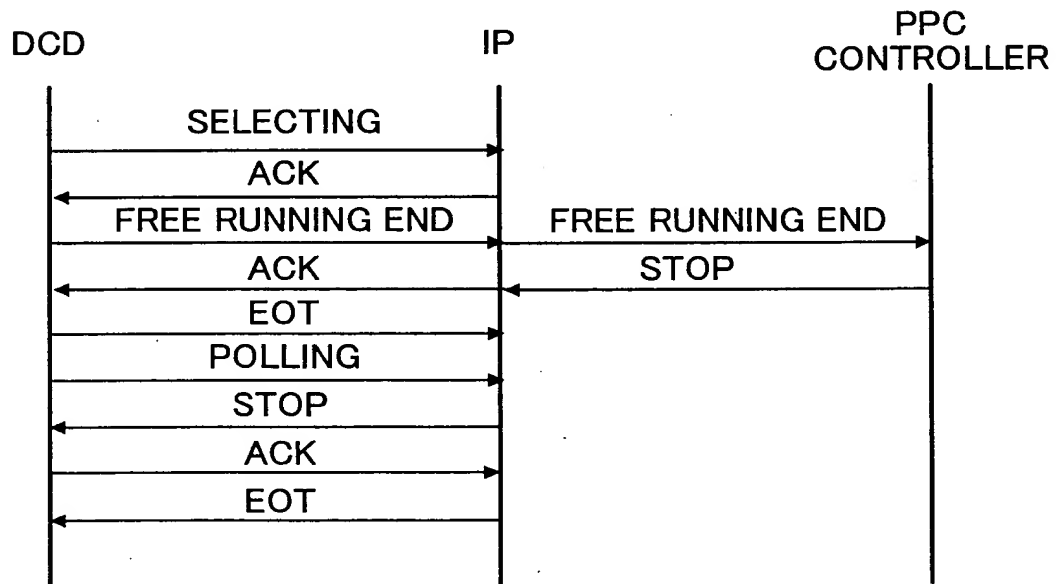 DCD
IP
PPC
CONTROLLER
SELECTING
ACK
FREE RUNNING END
FREE RUNNING END
ACK
STOP
EOT
POLLING
STOP
ACK
EOT